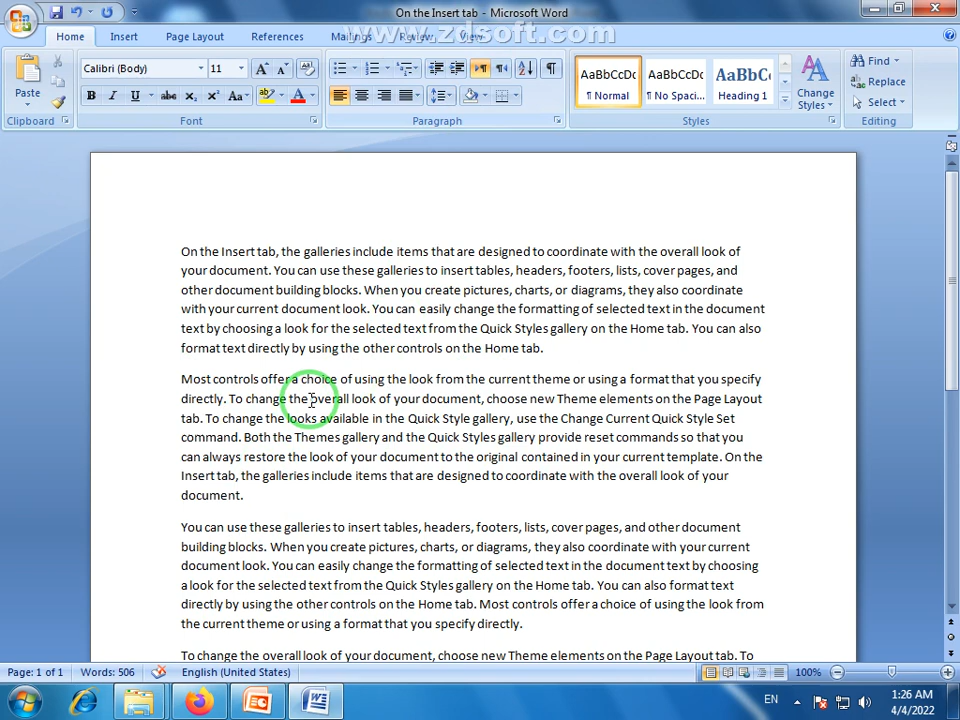 On the Insert tab - Microsoft Word
www.zdsoft.com
Home Insert Page Layout References Mailings Review View
Paste
Clipboard
Calibri (Body) 11
B I U abc x₂ x² Aa
Font
Paragraph
AaBbCcDc AaBbCcDc AaBbCc
¶ Normal ¶ No Spaci... Heading 1
Change Styles
Styles
Find
Replace
Select
Editing
On the Insert tab, the galleries include items that are designed to coordinate with the overall look of
your document. You can use these galleries to insert tables, headers, footers, lists, cover pages, and
other document building blocks. When you create pictures, charts, or diagrams, they also coordinate
with your current document look. You can easily change the formatting of selected text in the document
text by choosing a look for the selected text from the Quick Styles gallery on the Home tab. You can also
format text directly by using the other controls on the Home tab.
Most controls offer a choice of using the look from the current theme or using a format that you specify
directly. To change the overall look of your document, choose new Theme elements on the Page Layout
tab. To change the looks available in the Quick Style gallery, use the Change Current Quick Style Set
command. Both the Themes gallery and the Quick Styles gallery provide reset commands so that you
can always restore the look of your document to the original contained in your current template. On the
Insert tab, the galleries include items that are designed to coordinate with the overall look of your
document.
You can use these galleries to insert tables, headers, footers, lists, cover pages, and other document
building blocks. When you create pictures, charts, or diagrams, they also coordinate with your current
document look. You can easily change the formatting of selected text in the document text by choosing
a look for the selected text from the Quick Styles gallery on the Home tab. You can also format text
directly by using the other controls on the Home tab. Most controls offer a choice of using the look from
the current theme or using a format that you specify directly.
To change the overall look of your document, choose new Theme elements on the Page Layout tab. To
Page: 1 of 1 Words: 506 English (United States) 100%
EN 1:26 AM
4/4/2022